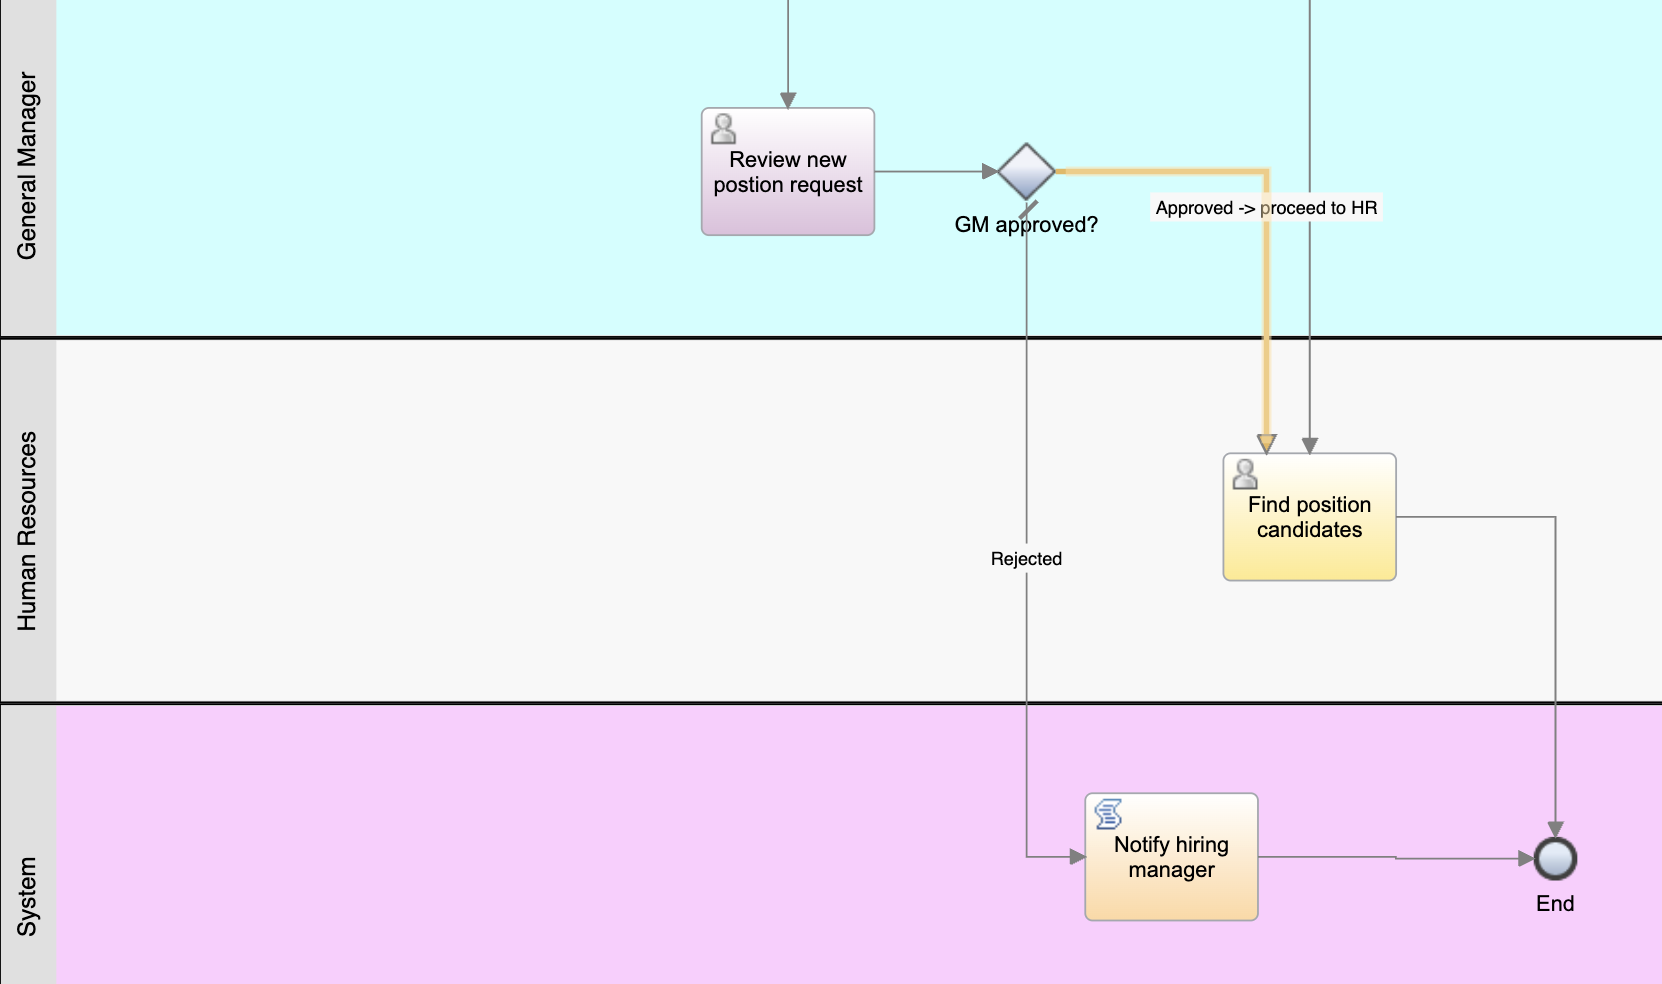 General Manager
Review new
postion request
GM approved?
Approved -> proceed to HR
Human Resources
Find position
candidates
Rejected
System
Notify hiring
manager
End